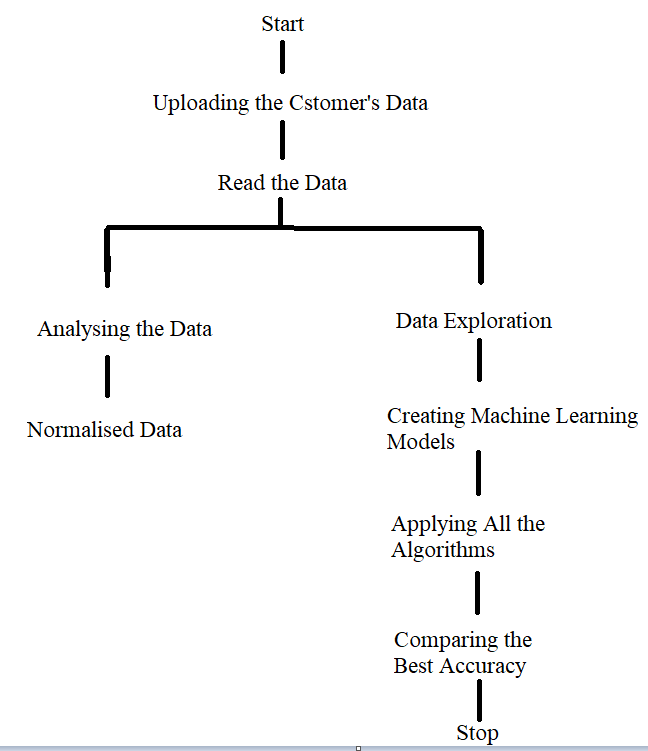 Start
Uploading the Cstomer's Data
Read the Data
Analysing the Data
Normalised Data
Data Exploration
Creating Machine Learning
Models
Applying All the
Algorithms
Comparing the
Best Accuracy
Stop